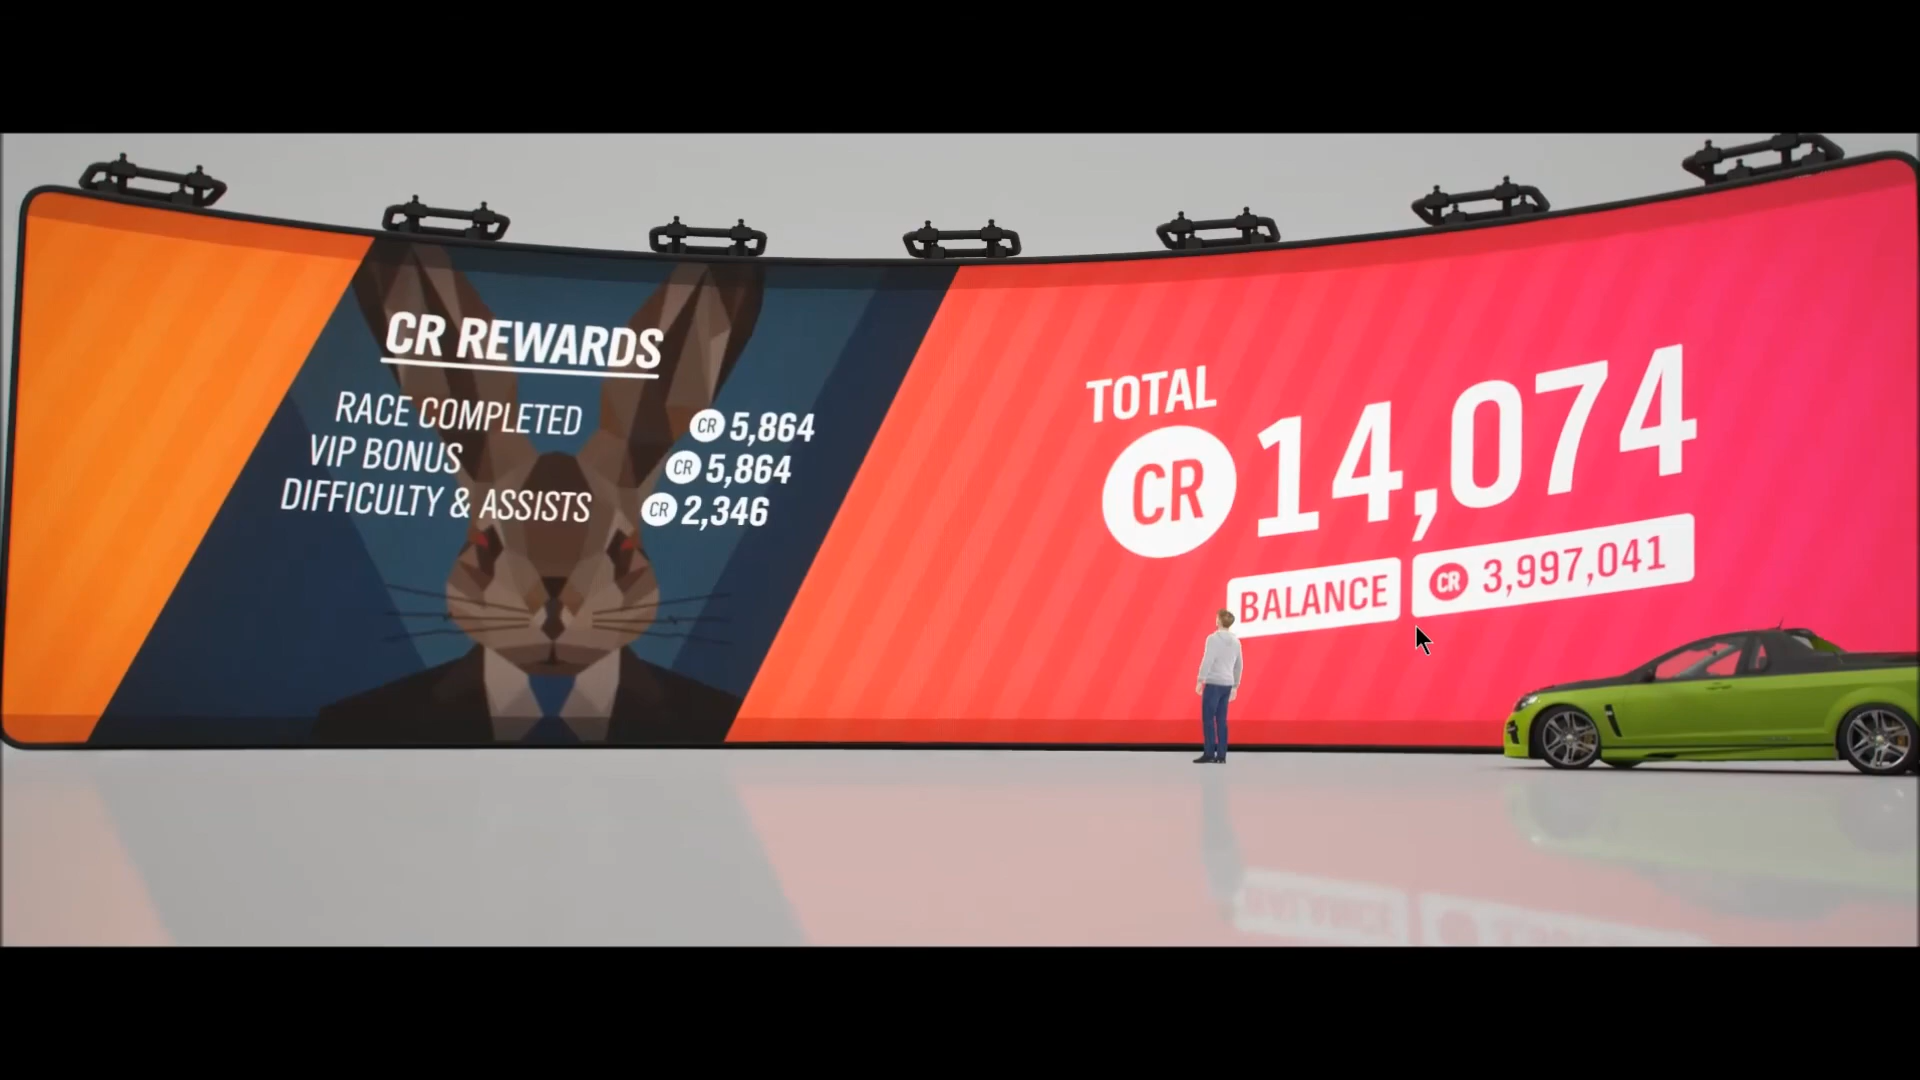 CR REWARDS
RACE COMPLETED CR 5,864
VIP BONUS CR 5,864
DIFFICULTY & ASSISTS CR 2,346
TOTAL
CR 14,074
BALANCE CR 3,997,041